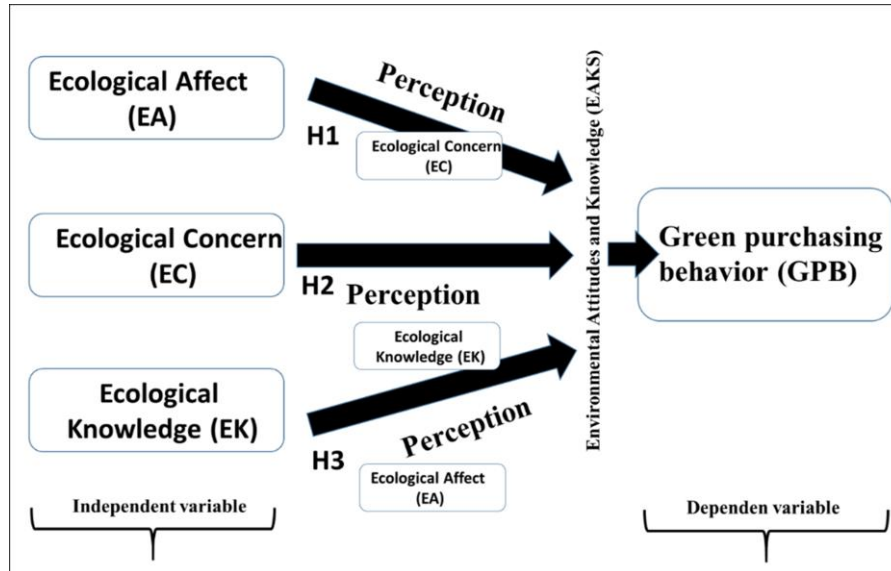 Ecological Affect
(EA)
H1
Perception
Ecological Concern
(EC)
Ecological Concern
(EC)
H2
Perception
Ecological
Knowledge (EK)
Ecological
Knowledge (EK)
H3
Perception
Ecological Affect
(EA)
Environmental Attitudes and Knowledge (EAKS)
Green purchasing
behavior (GPB)
Independent variable
Dependen variable